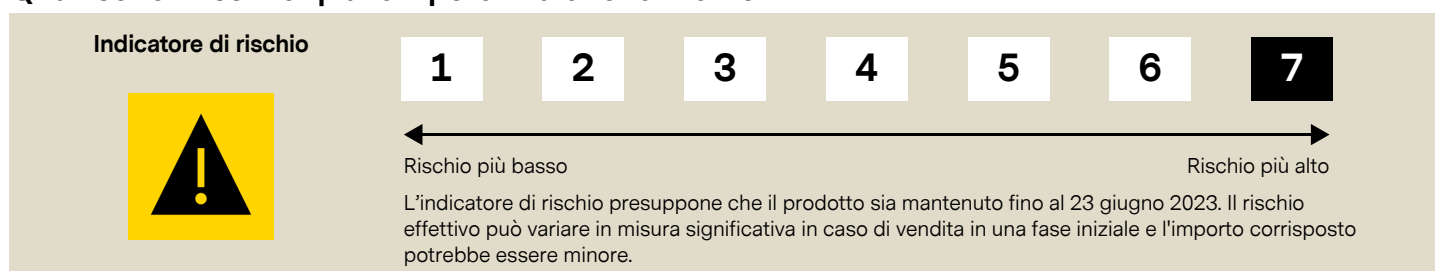 Indicatore di rischio
1 2 3 4 5 6 7
Rischio più basso
Rischio più alto
L'indicatore di rischio presuppone che il prodotto sia mantenuto fino al 23 giugno 2023. Il rischio
effettivo può variare in misura significativa in caso di vendita in una fase iniziale e l'importo corrisposto
potrebbe essere minore.